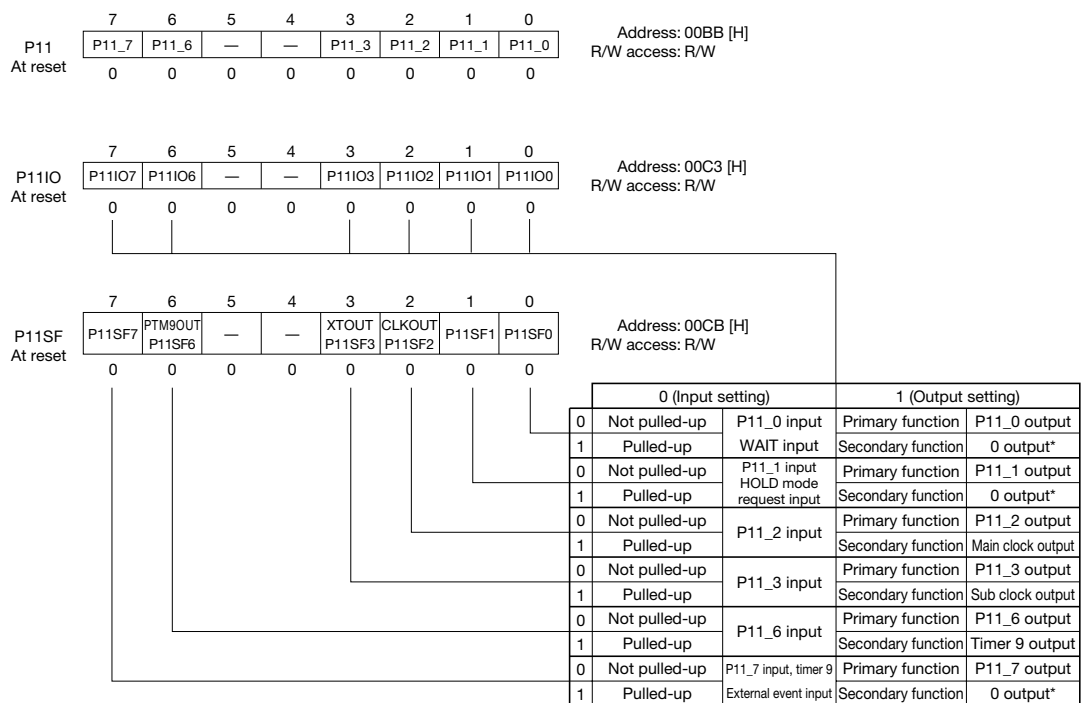 7 6 5 4 3 2 1 0
P11 P11_7 P11_6 — — P11_3 P11_2 P11_1 P11_0 Address: 00BB [H]
At reset 0 0 0 0 0 0 0 0 R/W access: R/W
7 6 5 4 3 2 1 0
P11IO P11IO7 P11IO6 — — P11IO3 P11IO2 P11IO1 P11IO0 Address: 00C3 [H]
At reset 0 0 0 0 0 0 0 0 R/W access: R/W
7 6 5 4 3 2 1 0
P11SF P11SF7 PTM9OUT P11SF6 — — XTOUT P11SF3 CLKOUT P11SF2 P11SF1 P11SF0 Address: 00CB [H]
At reset 0 0 0 0 0 0 0 0 R/W access: R/W
0 (Input setting) 1 (Output setting)
0 Not pulled-up P11_0 input Primary function P11_0 output
1 Pulled-up WAIT input Secondary function 0 output*
0 Not pulled-up P11_1 input Primary function P11_1 output
HOLD mode
1 Pulled-up request input Secondary function 0 output*
0 Not pulled-up P11_2 input Primary function P11_2 output
1 Pulled-up Secondary function Main clock output
0 Not pulled-up P11_3 input Primary function P11_3 output
1 Pulled-up Secondary function Sub clock output
0 Not pulled-up P11_6 input Primary function P11_6 output
1 Pulled-up Secondary function Timer 9 output
0 Not pulled-up P11_7 input, timer 9 Primary function P11_7 output
1 Pulled-up External event input Secondary function 0 output*